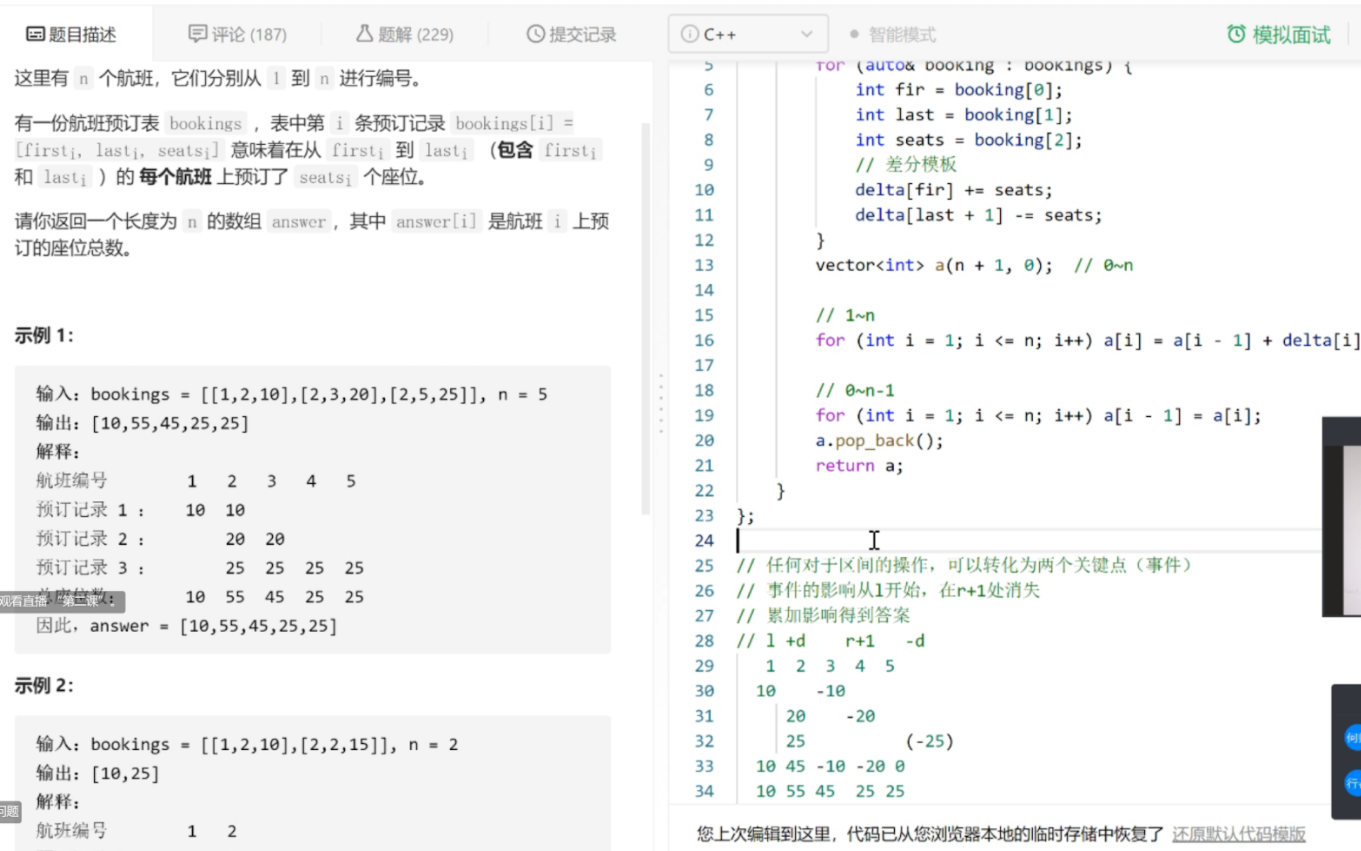 题目描述
评论 (187)
题解 (229)
提交记录
C++
智能模式
模拟面试
这里有 n 个航班，它们分别从 1 到 n 进行编号。
有一份航班预订表 bookings ，表中第 i 条预订记录 bookings[i] =
[firstᵢ, lastᵢ, seatsᵢ] 意味着在从 firstᵢ 到 lastᵢ （包含 firstᵢ
和 lastᵢ ）的 每个航班 上预订了 seatsᵢ 个座位。
请你返回一个长度为 n 的数组 answer，其中 answer[i] 是航班 i 上预
订的座位总数。
示例 1：
输入：bookings = [[1,2,10],[2,3,20],[2,5,25]], n = 5
输出：[10,55,45,25,25]
解释：
航班编号        1   2   3   4   5
预订记录 1 ：   10  10
预订记录 2 ：       20  20
预订记录 3 ：       25  25  25  25
总座位数：      10  55  45  25  25
观看直播 "第二课"
因此，answer = [10,55,45,25,25]
示例 2：
输入：bookings = [[1,2,10],[2,2,15]], n = 2
输出：[10,25]
解释：
问题
航班编号        1   2
5 for (auto& booking : bookings) {
6 int fir = booking[0];
7 int last = booking[1];
8 int seats = booking[2];
9 // 差分模板
10 delta[fir] += seats;
11 delta[last + 1] -= seats;
12 }
13 vector<int> a(n + 1, 0);  // 0~n
14
15 // 1~n
16 for (int i = 1; i <= n; i++) a[i] = a[i - 1] + delta[i]
17
18 // 0~n-1
19 for (int i = 1; i <= n; i++) a[i - 1] = a[i];
20 a.pop_back();
21 return a;
22 }
23 };
24
25 // 任何对于区间的操作，可以转化为两个关键点（事件）
26 // 事件的影响从l开始，在r+1处消失
27 // 累加影响得到答案
28 // l +d    r+1   -d
29 1  2  3  4  5
30 10    -10
31 20    -20
32 25          (-25)
33 10 45 -10 -20 0
34 10 55 45  25 25
您上次编辑到这里，代码已从您浏览器本地的临时存储中恢复了 还原默认代码模版